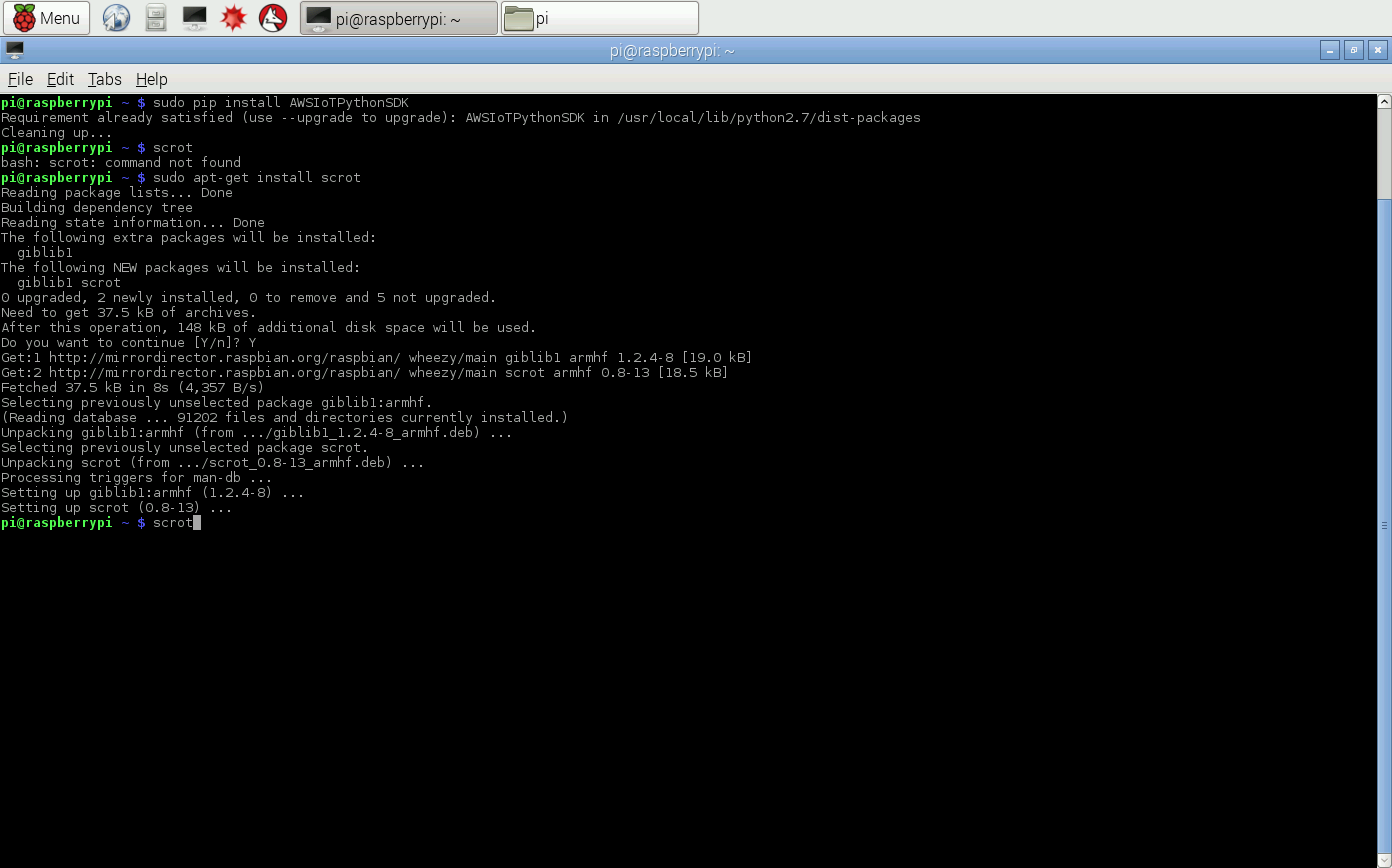 Menu
pi@raspberrypi: ~
pi
pi@raspberrypi: ~
File Edit Tabs Help
pi@raspberrypi ~ $ sudo pip install AWSIoTPythonSDK
Requirement already satisfied (use --upgrade to upgrade): AWSIoTPythonSDK in /usr/local/lib/python2.7/dist-packages
Cleaning up...
pi@raspberrypi ~ $ scrot
bash: scrot: command not found
pi@raspberrypi ~ $ sudo apt-get install scrot
Reading package lists... Done
Building dependency tree
Reading state information... Done
The following extra packages will be installed:
  giblib1
The following NEW packages will be installed:
  giblib1 scrot
0 upgraded, 2 newly installed, 0 to remove and 5 not upgraded.
Need to get 37.5 kB of archives.
After this operation, 148 kB of additional disk space will be used.
Do you want to continue [Y/n]? Y
Get:1 http://mirrordirector.raspbian.org/raspbian/ wheezy/main giblib1 armhf 1.2.4-8 [19.0 kB]
Get:2 http://mirrordirector.raspbian.org/raspbian/ wheezy/main scrot armhf 0.8-13 [18.5 kB]
Fetched 37.5 kB in 8s (4,357 B/s)
Selecting previously unselected package giblib1:armhf.
(Reading database ... 91202 files and directories currently installed.)
Unpacking giblib1:armhf (from .../giblib1_1.2.4-8_armhf.deb) ...
Selecting previously unselected package scrot.
Unpacking scrot (from .../scrot_0.8-13_armhf.deb) ...
Processing triggers for man-db ...
Setting up giblib1:armhf (1.2.4-8) ...
Setting up scrot (0.8-13) ...
pi@raspberrypi ~ $ scrot